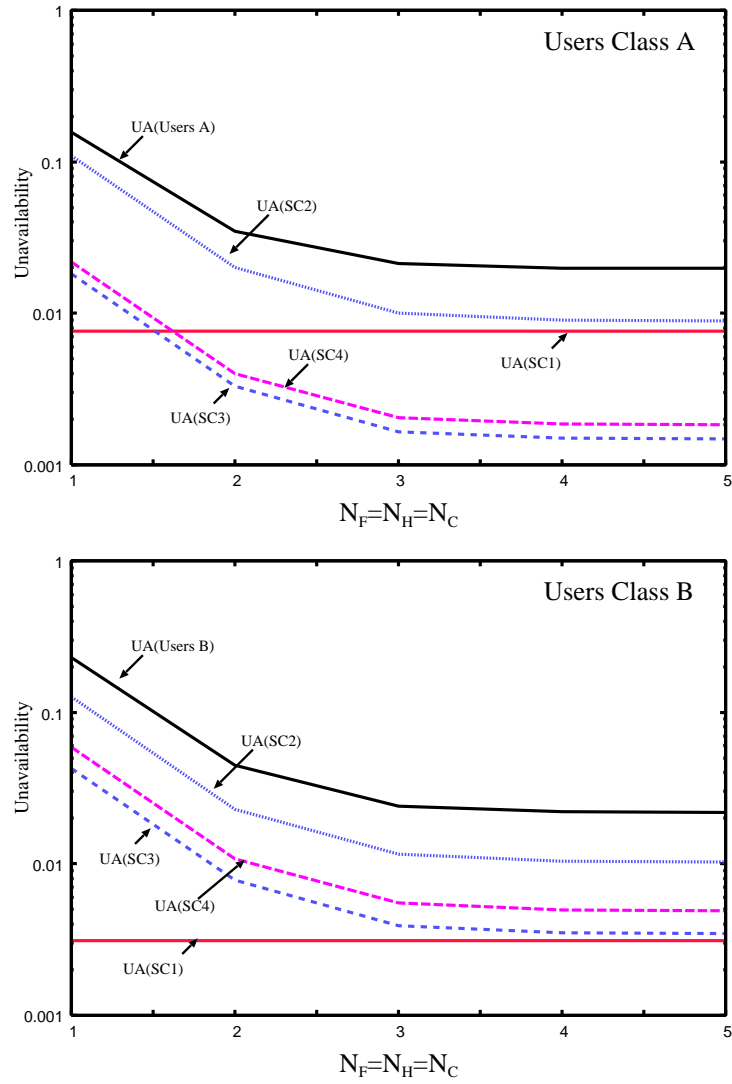 Users Class A
1
0.1
0.01
0.001
Unavailability
UA(Users A)
UA(SC2)
UA(SC4)
UA(SC3)
UA(SC1)
1 2 3 4 5
N_F=N_H=N_C
Users Class B
1
0.1
0.01
0.001
Unavailability
UA(Users B)
UA(SC2)
UA(SC3)
UA(SC4)
UA(SC1)
1 2 3 4 5
N_F=N_H=N_C